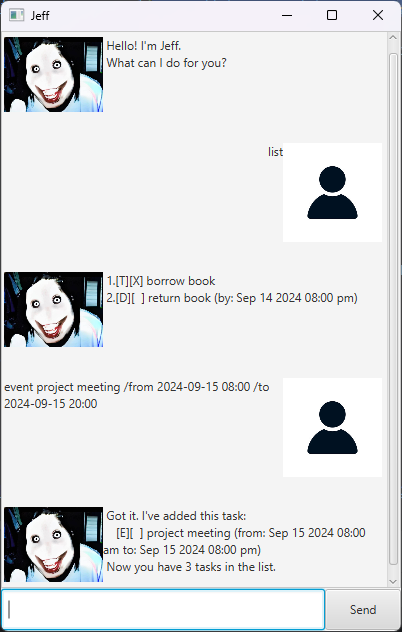 Jeff
Hello! I'm Jeff.
What can I do for you?
list
1.[T][X] borrow book
2.[D][  ] return book (by: Sep 14 2024 08:00 pm)
event project meeting /from 2024-09-15 08:00 /to
2024-09-15 20:00
Got it. I've added this task:
[E][  ] project meeting (from: Sep 15 2024 08:00
am to: Sep 15 2024 08:00 pm)
Now you have 3 tasks in the list.
Send